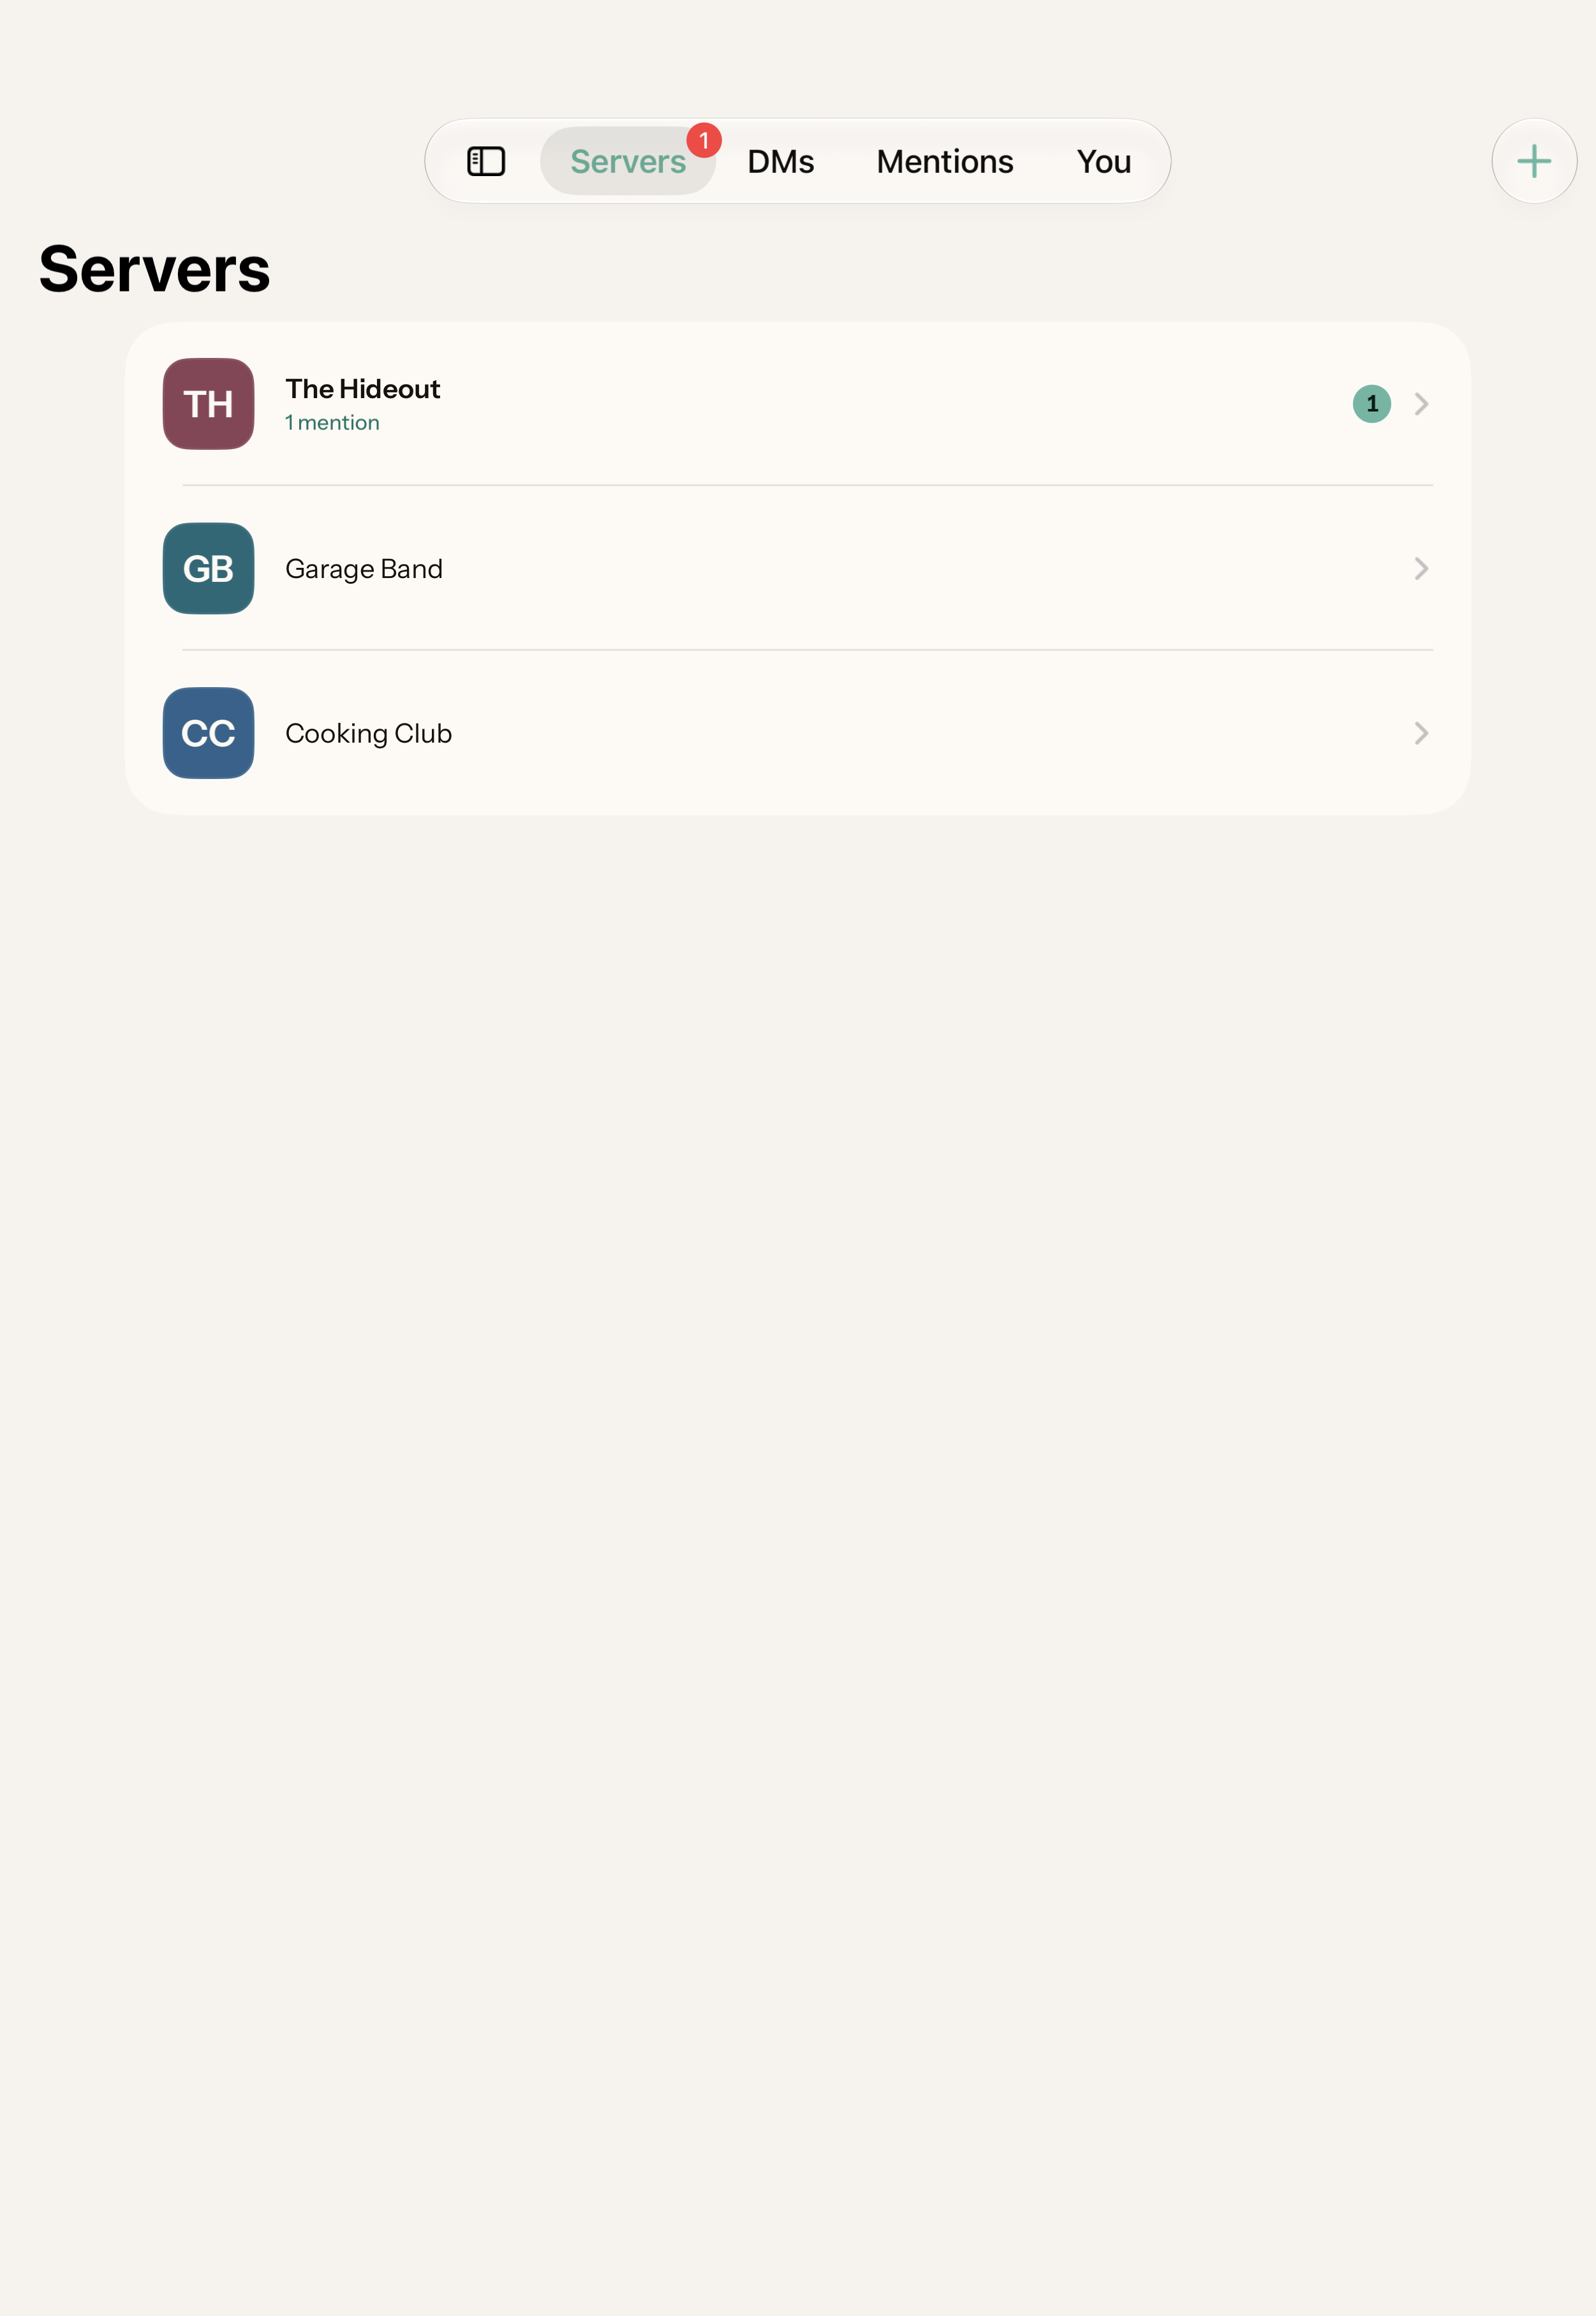 Servers 1 DMs Mentions You
Servers
TH The Hideout 1
1 mention
GB Garage Band
CC Cooking Club